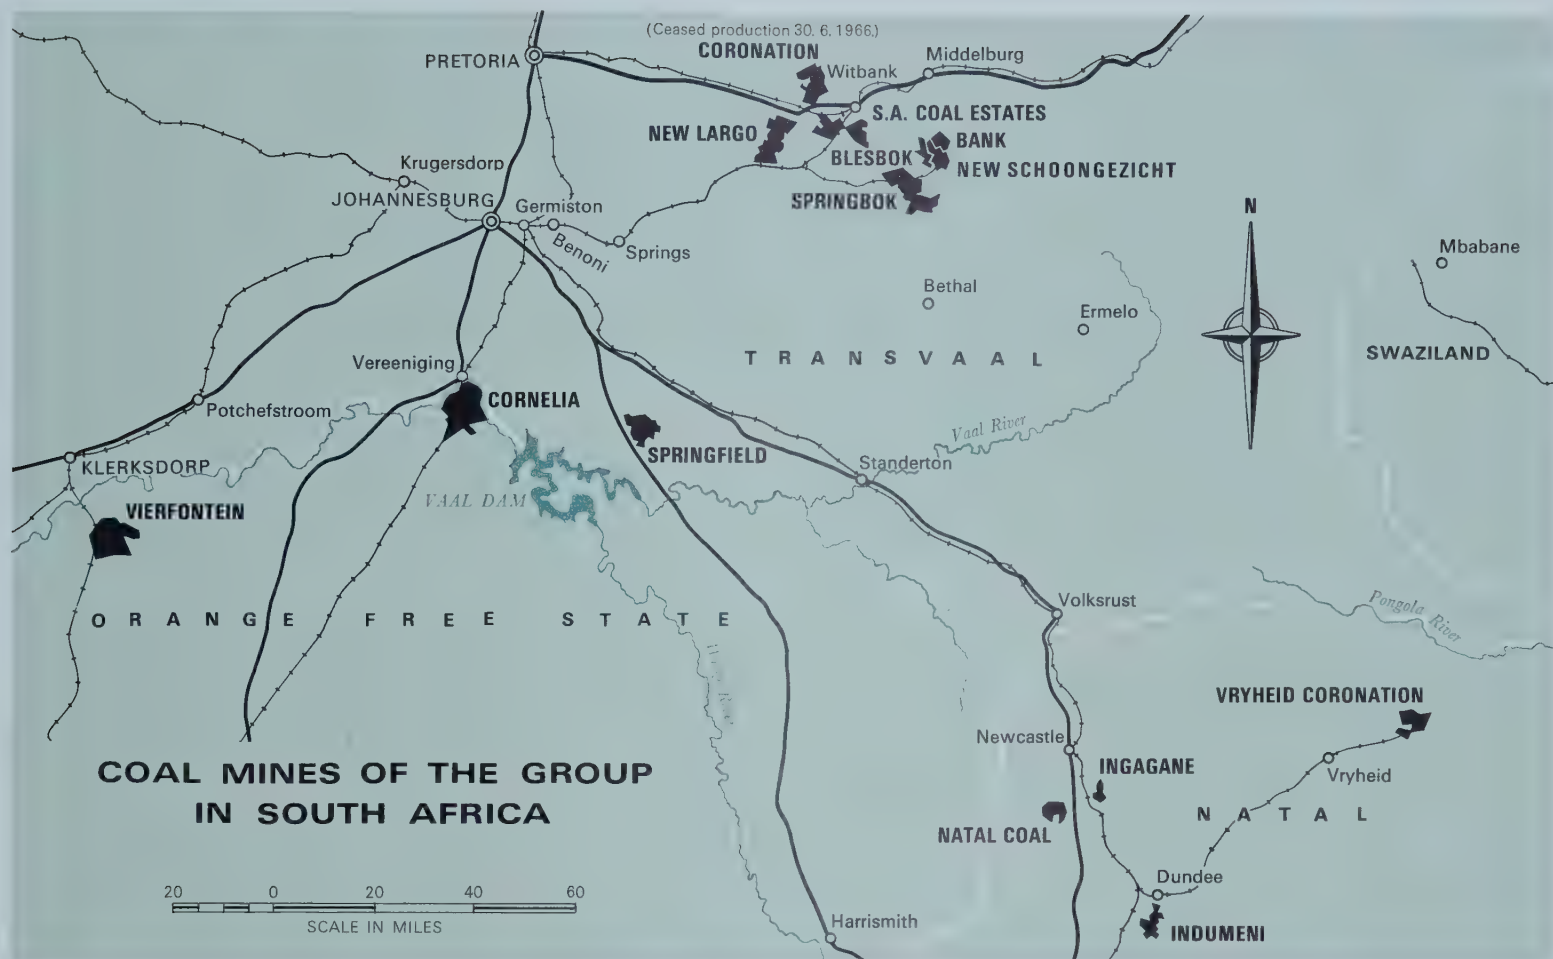 (Ceased production 30. 6. 1966.)
CORONATION
PRETORIA
Witbank
Middelburg
S.A. COAL ESTATES
NEW LARGO
BLESBOK
BANK
NEW SCHOONGEZICHT
SPRINGBOK
Krugersdorp
JOHANNESBURG
Germiston
Benoni
Springs
N
Mbabane
Bethal
Ermelo
TRANSVAAL
SWAZILAND
Vereeniging
CORNELIA
Potchefstroom
SPRINGFIELD
Vaal River
Standerton
KLERKSDORP
VAAL DAM
VIERFONTEIN
ORANGE FREE STATE
Volksrust
Pongola River
River
VRYHEID CORONATION
Newcastle
INGAGANE
Vryheid
NATAL
NATAL COAL
COAL MINES OF THE GROUP
IN SOUTH AFRICA
Dundee
INDUMENI
Harrismith
20 0 20 40 60
SCALE IN MILES